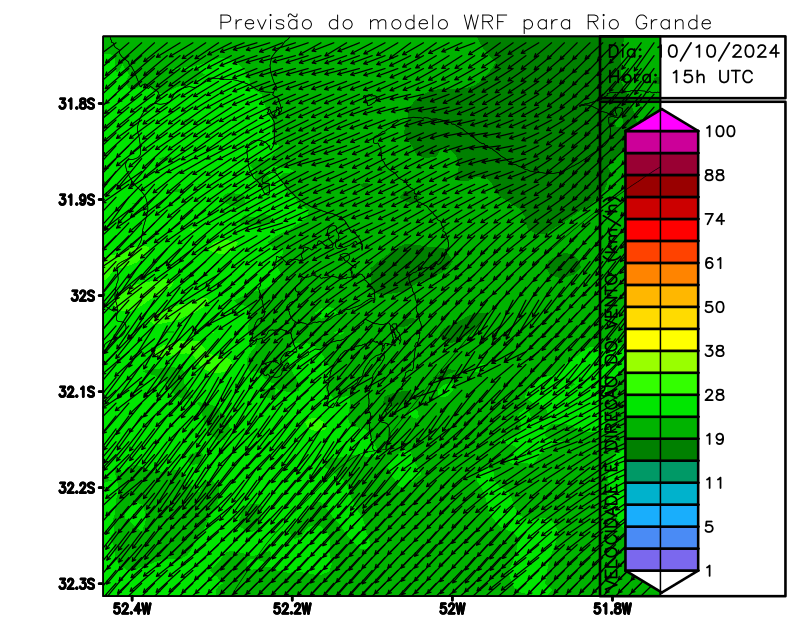 Previsão do modelo WRF para Rio Grande
Dia: 10/10/2024
Hora: 15h UTC
31.8S
31.9S
32S
32.1S
32.2S
32.3S
52.4W
52.2W
52W
51.8W
VELOCIDADE E DIREÇÃO DO VENTO (km/h)
100
88
74
61
50
38
28
19
11
5
1